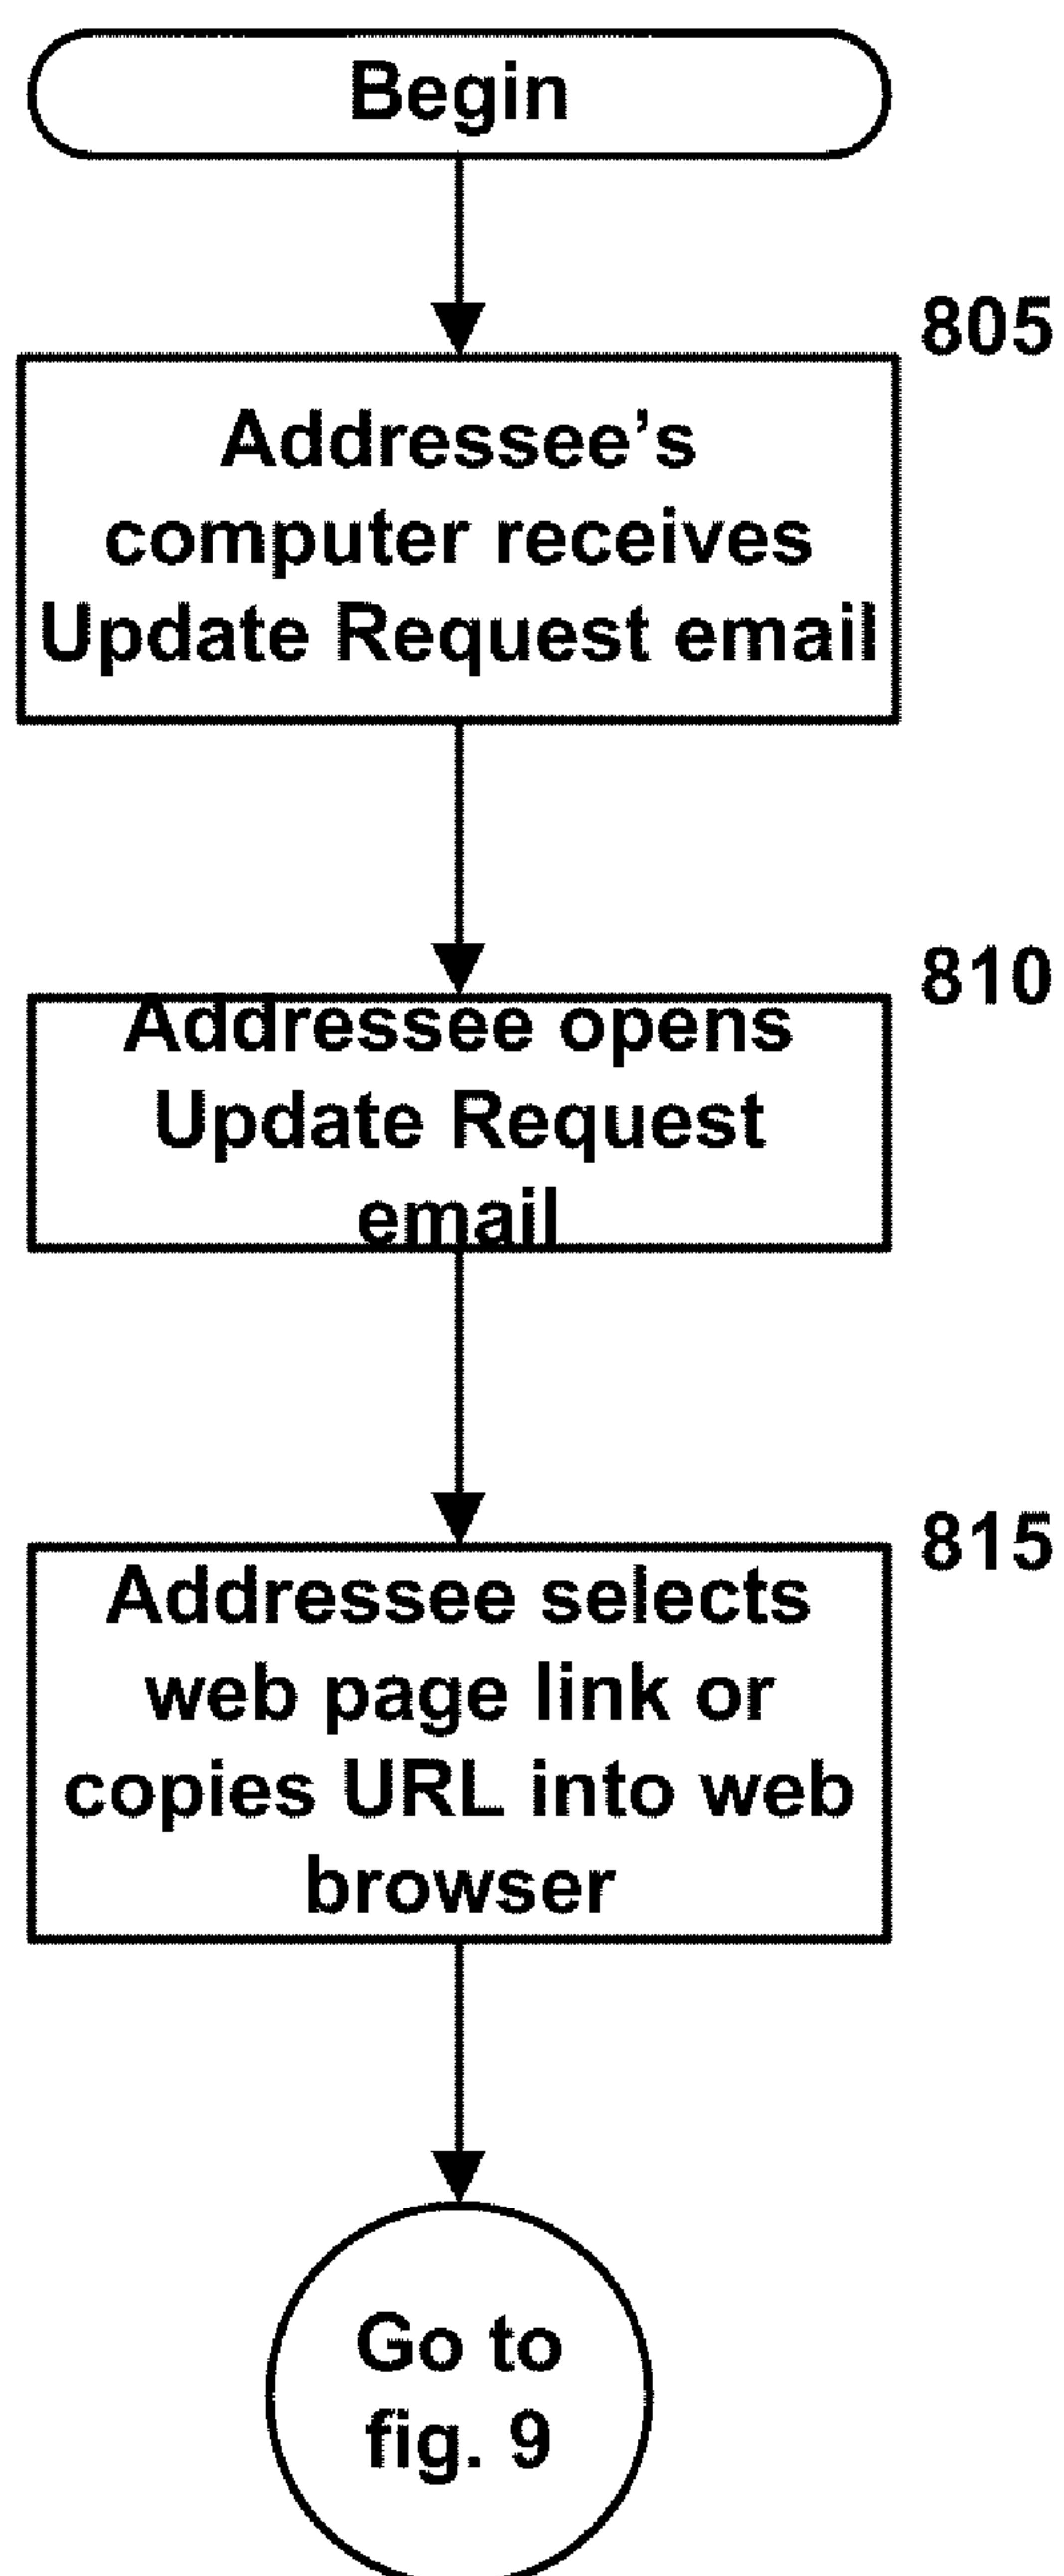 Begin
805
Addressee’s
computer receives
Update Request email
810
Addressee opens
Update Request
email
815
Addressee selects
web page link or
copies URL into web
browser
Go to
fig. 9